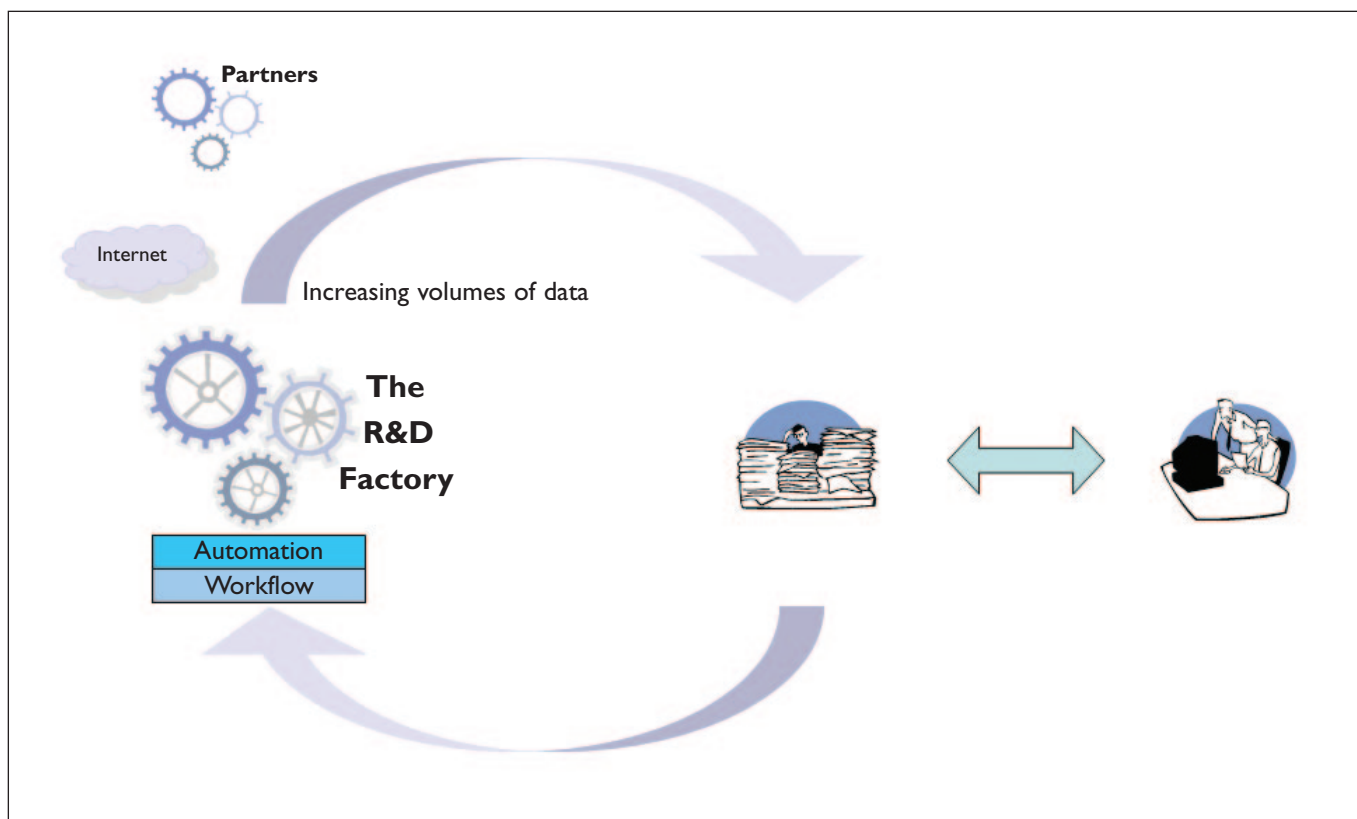 Partners
Internet
Increasing volumes of data
The
R&D
Factory
Automation
Workflow